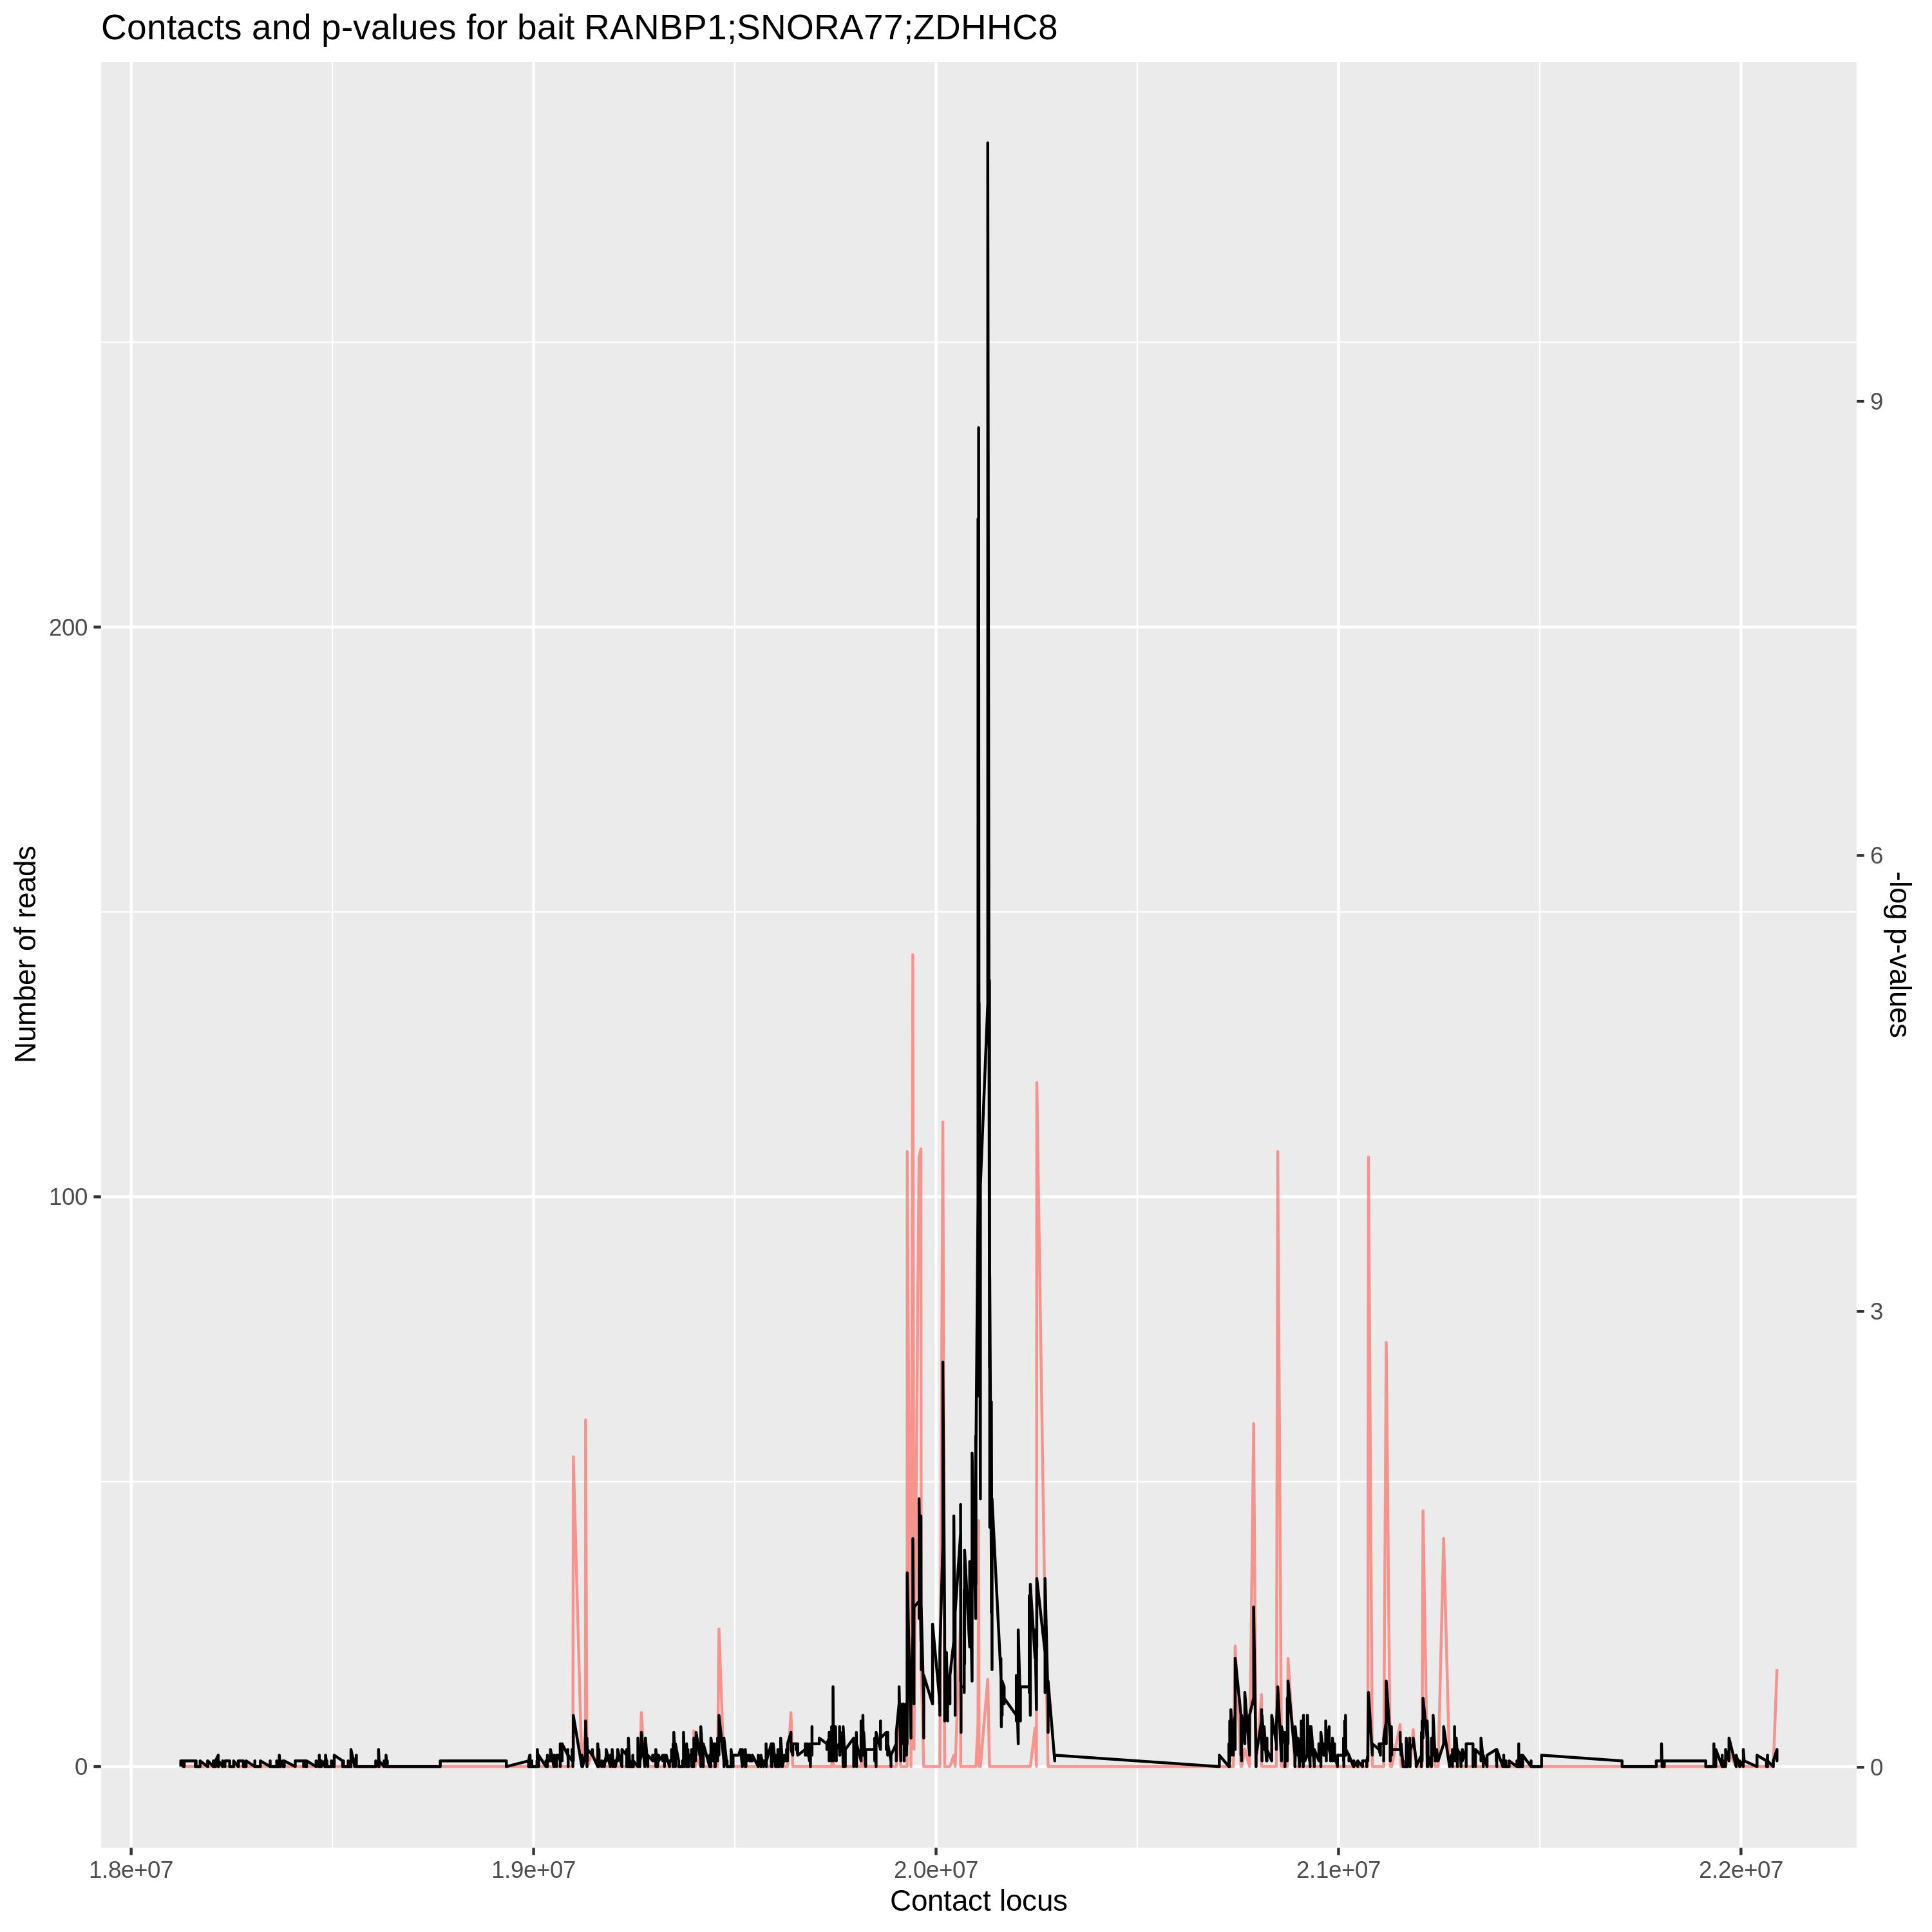 Contacts and p-values for bait RANBP1;SNORA77;ZDHHC8
Number of reads
200
100
0
9
6
3
0
-log p-values
1.8e+07 1.9e+07 2.0e+07 2.1e+07 2.2e+07
Contact locus